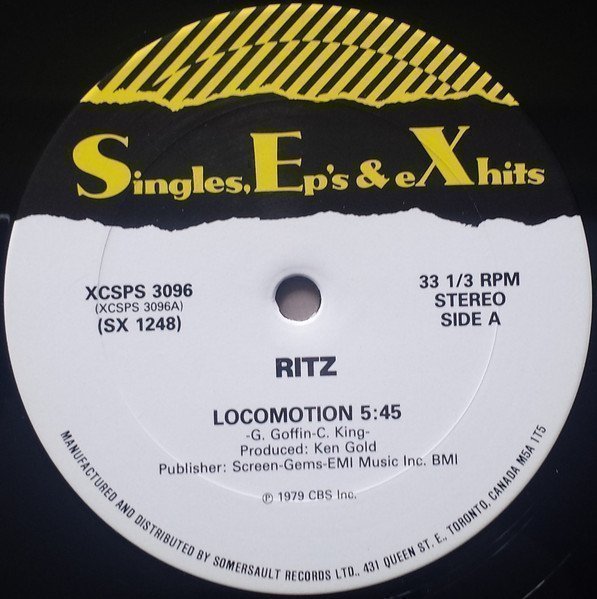 Singles, Ep's & eX hits
XCSPS 3096
(XCSPS 3096A)
(SX 1248)
33 1/3 RPM
STEREO
SIDE A
RITZ
LOCOMOTION 5:45
-G. Goffin-C. King-
Produced: Ken Gold
Publisher: Screen-Gems-EMI Music Inc. BMI
℗ 1979 CBS Inc.
MANUFACTURED AND DISTRIBUTED BY SOMERSAULT RECORDS LTD., 431 QUEEN ST. E., TORONTO, CANADA M5A 1T5